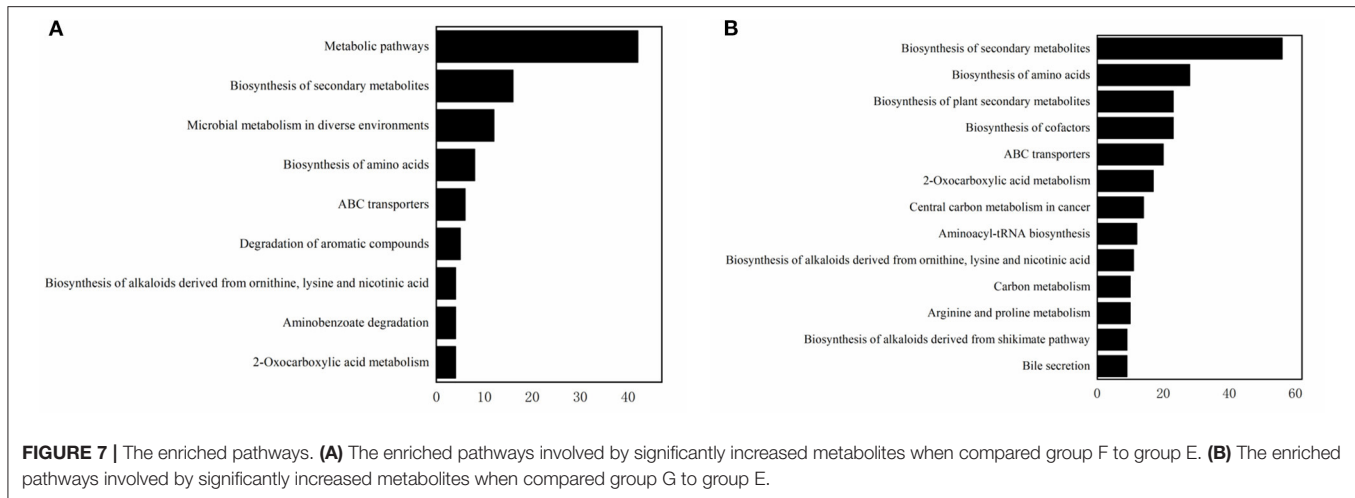 A
Metabolic pathways
Biosynthesis of secondary metabolites
Microbial metabolism in diverse environments
Biosynthesis of amino acids
ABC transporters
Degradation of aromatic compounds
Biosynthesis of alkaloids derived from ornithine, lysine and nicotinic acid
Aminobenzoate degradation
2-Oxocarboxylic acid metabolism
0 10 20 30 40
B
Biosynthesis of secondary metabolites
Biosynthesis of amino acids
Biosynthesis of plant secondary metabolites
Biosynthesis of cofactors
ABC transporters
2-Oxocarboxylic acid metabolism
Central carbon metabolism in cancer
Aminoacyl-tRNA biosynthesis
Biosynthesis of alkaloids derived from ornithine, lysine and nicotinic acid
Carbon metabolism
Arginine and proline metabolism
Biosynthesis of alkaloids derived from shikimate pathway
Bile secretion
0 20 40 60
FIGURE 7 | The enriched pathways. (A) The enriched pathways involved by significantly increased metabolites when compared group F to group E. (B) The enriched
pathways involved by significantly increased metabolites when compared group G to group E.